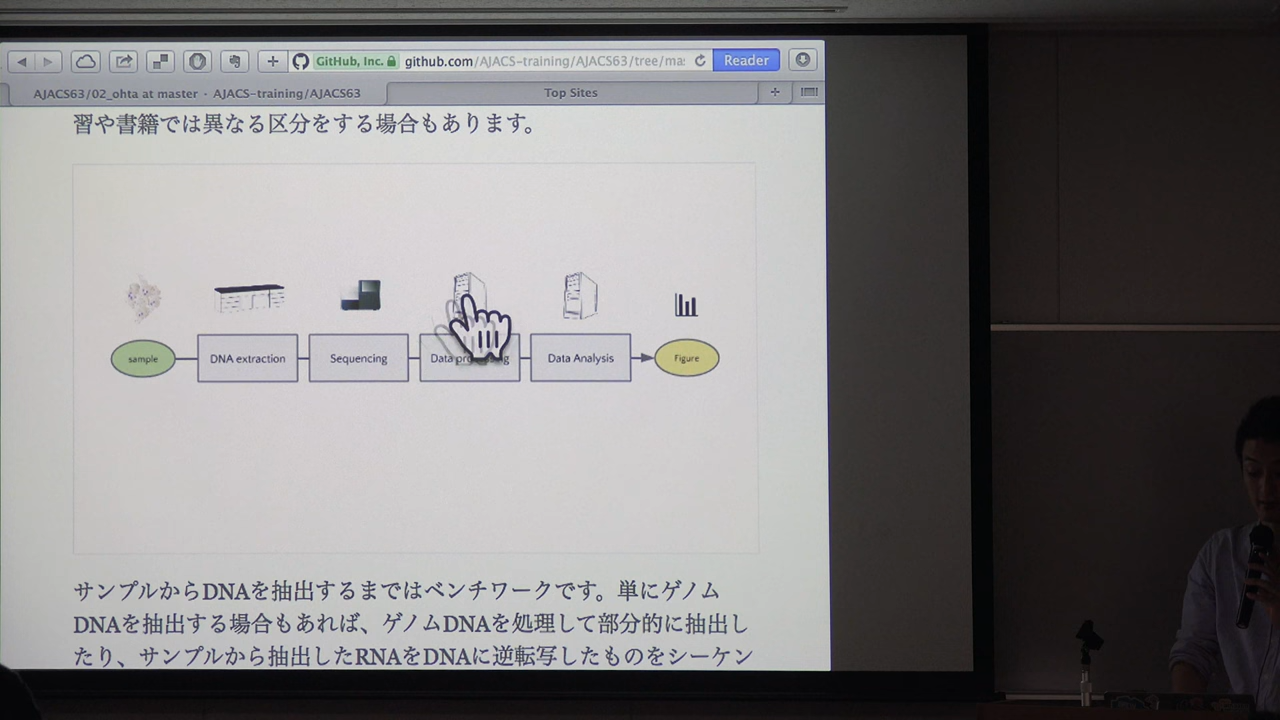 GitHub, Inc. github.com/AJACS-training/AJACS63/tree/mas
Reader
AJACS63/02_ohta at master · AJACS-training/AJACS63
Top Sites
習や書籍では異なる区分をする場合もあります。
sample
DNA extraction
Sequencing
Data processing
Data Analysis
Figure
サンプルからDNAを抽出するまではベンチワークです。単にゲノム
DNAを抽出する場合もあれば、ゲノムDNAを処理して部分的に抽出し
たり、サンプルから抽出したRNAをDNAに逆転写したものをシーケン